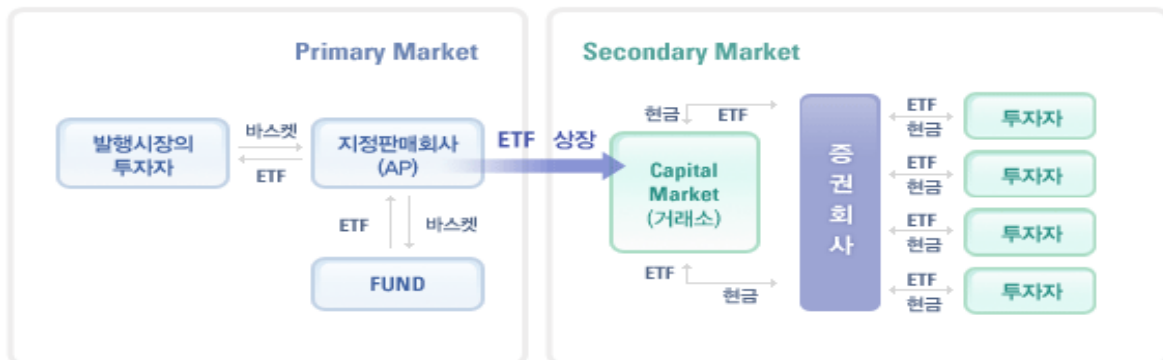 Primary Market
발행시장의
투자자
바스켓
ETF
지정판매회사
(AP)
ETF
바스켓
FUND
ETF 상장
Secondary Market
현금
ETF
Capital
Market
(거래소)
ETF
현금
증
권
회
사
ETF
현금
투자자
ETF
현금
투자자
ETF
현금
투자자
ETF
현금
투자자